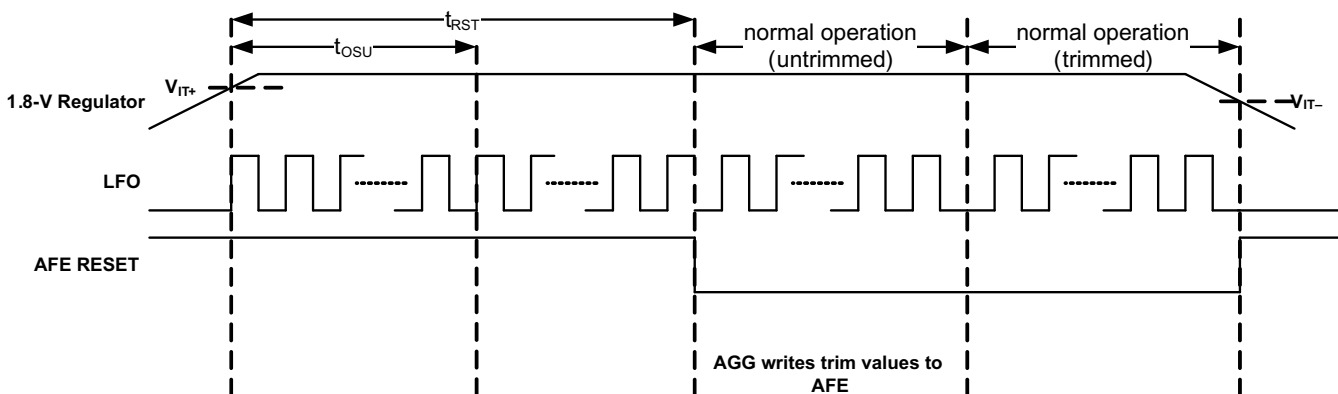 tRST
tOSU
normal operation
(untrimmed)
normal operation
(trimmed)
VIT+
1.8-V Regulator
VIT–
LFO
AFE RESET
AGG writes trim values to
AFE